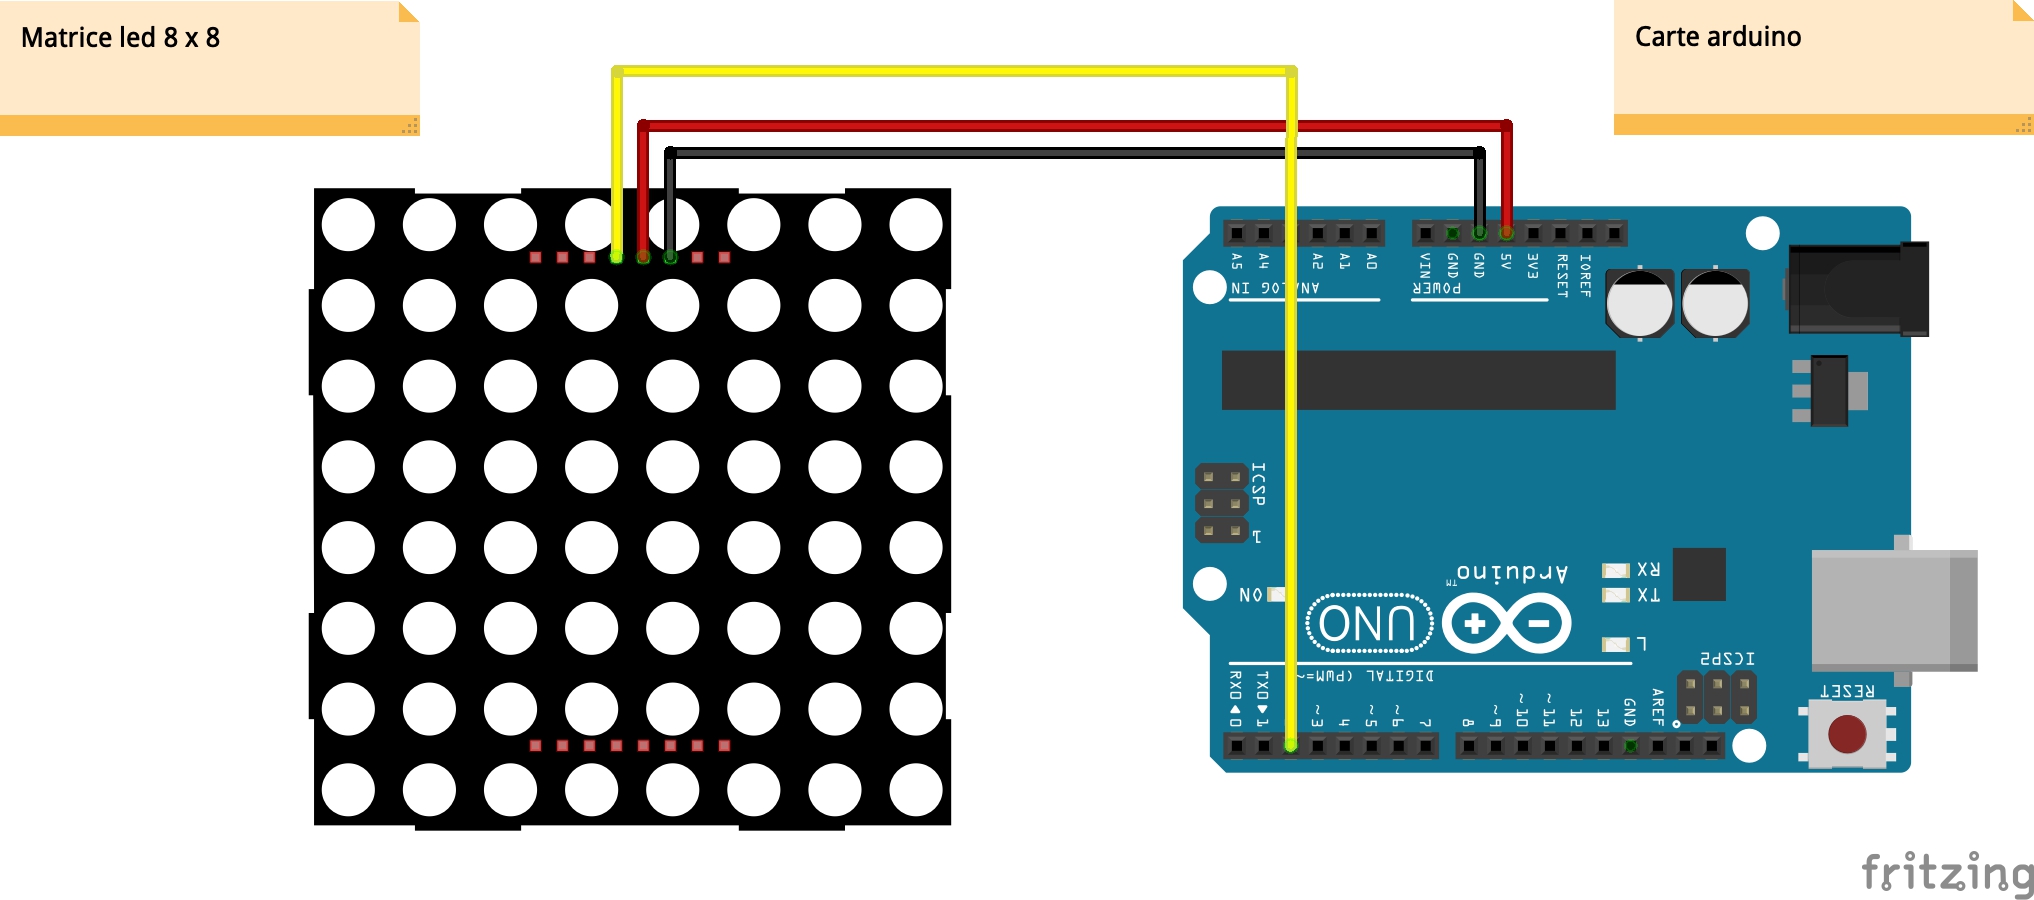 Matrice led 8 x 8
Carte arduino
A5 A4 A2 A1 A0
VIN GND GND 5V 3V3 RESET IOREF
ANALOG IN
POWER
ICSP
1
Arduino™
RX
TX
ON
UNO
L
ICSP2
DIGITAL (PWM=~)
RESET
RX0◀0 TX0▶1 ~3 4 ~5 ~6 7 8 ~9 ~10 ~11 12 13 GND AREF
fritzing